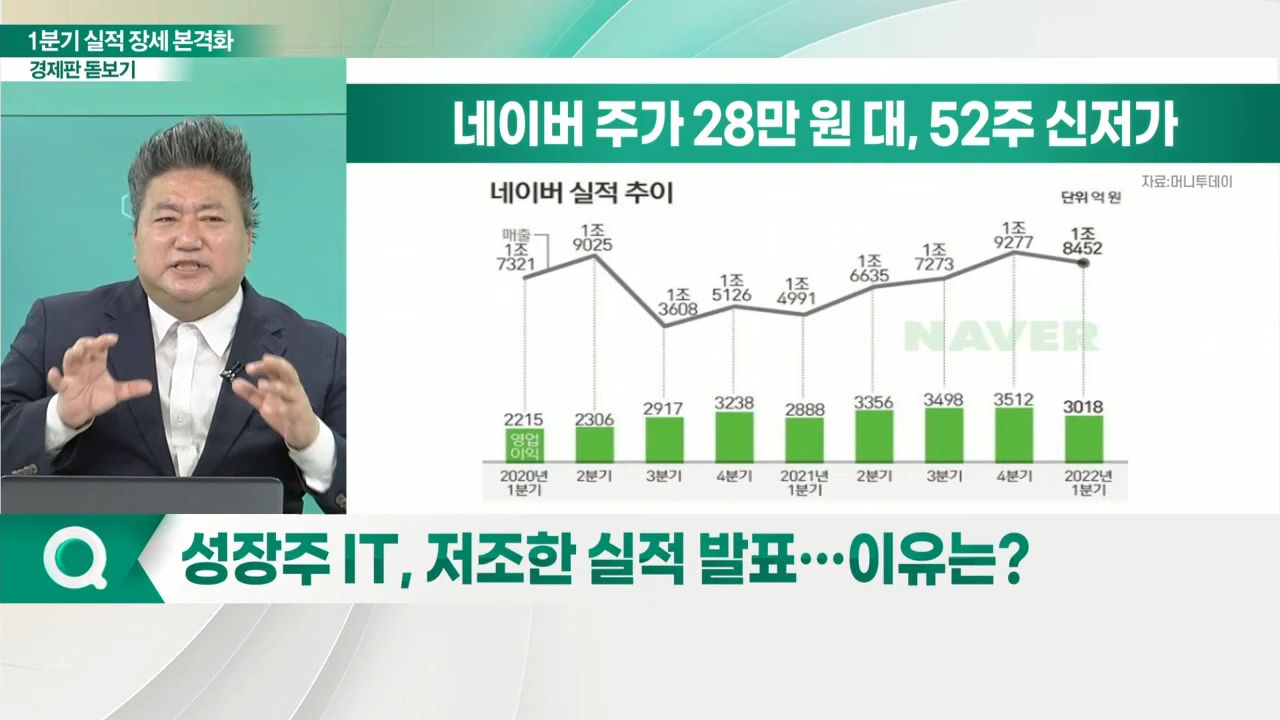 1분기 실적 장세 본격화
경제판 돋보기
네이버 주가 28만 원 대, 52주 신저가
자료:머니투데이
네이버 실적 추이
단위 억 원
매출
1조
7321
1조
9025
1조
3608
1조
5126
1조
4991
1조
6635
1조
7273
1조
9277
1조
8452
NAVER
2215
2306
2917
3238
2888
3356
3498
3512
3018
영업
이익
2020년
1분기
2분기
3분기
4분기
2021년
1분기
2분기
3분기
4분기
2022년
1분기
성장주 IT, 저조한 실적 발표…이유는?